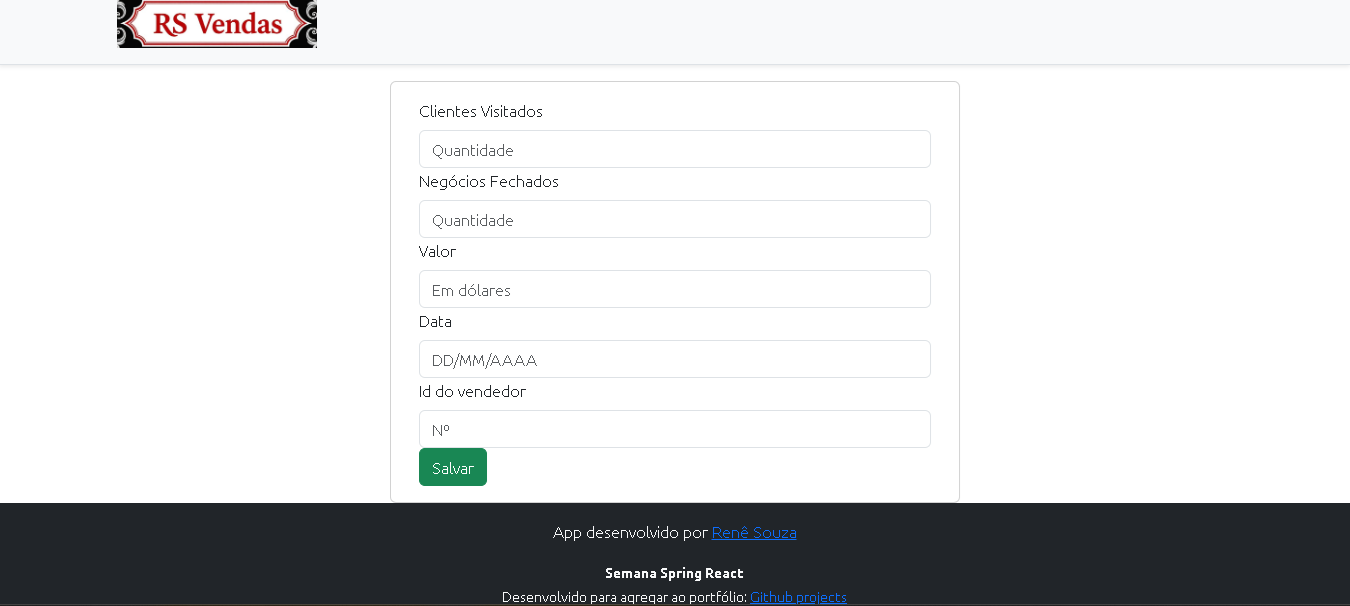 RS Vendas
Clientes Visitados
Quantidade
Negócios Fechados
Quantidade
Valor
Em dólares
Data
DD/MM/AAAA
Id do vendedor
Nº
Salvar
App desenvolvido por Renê Souza
Semana Spring React
Desenvolvido para agregar ao portfólio: Github projects